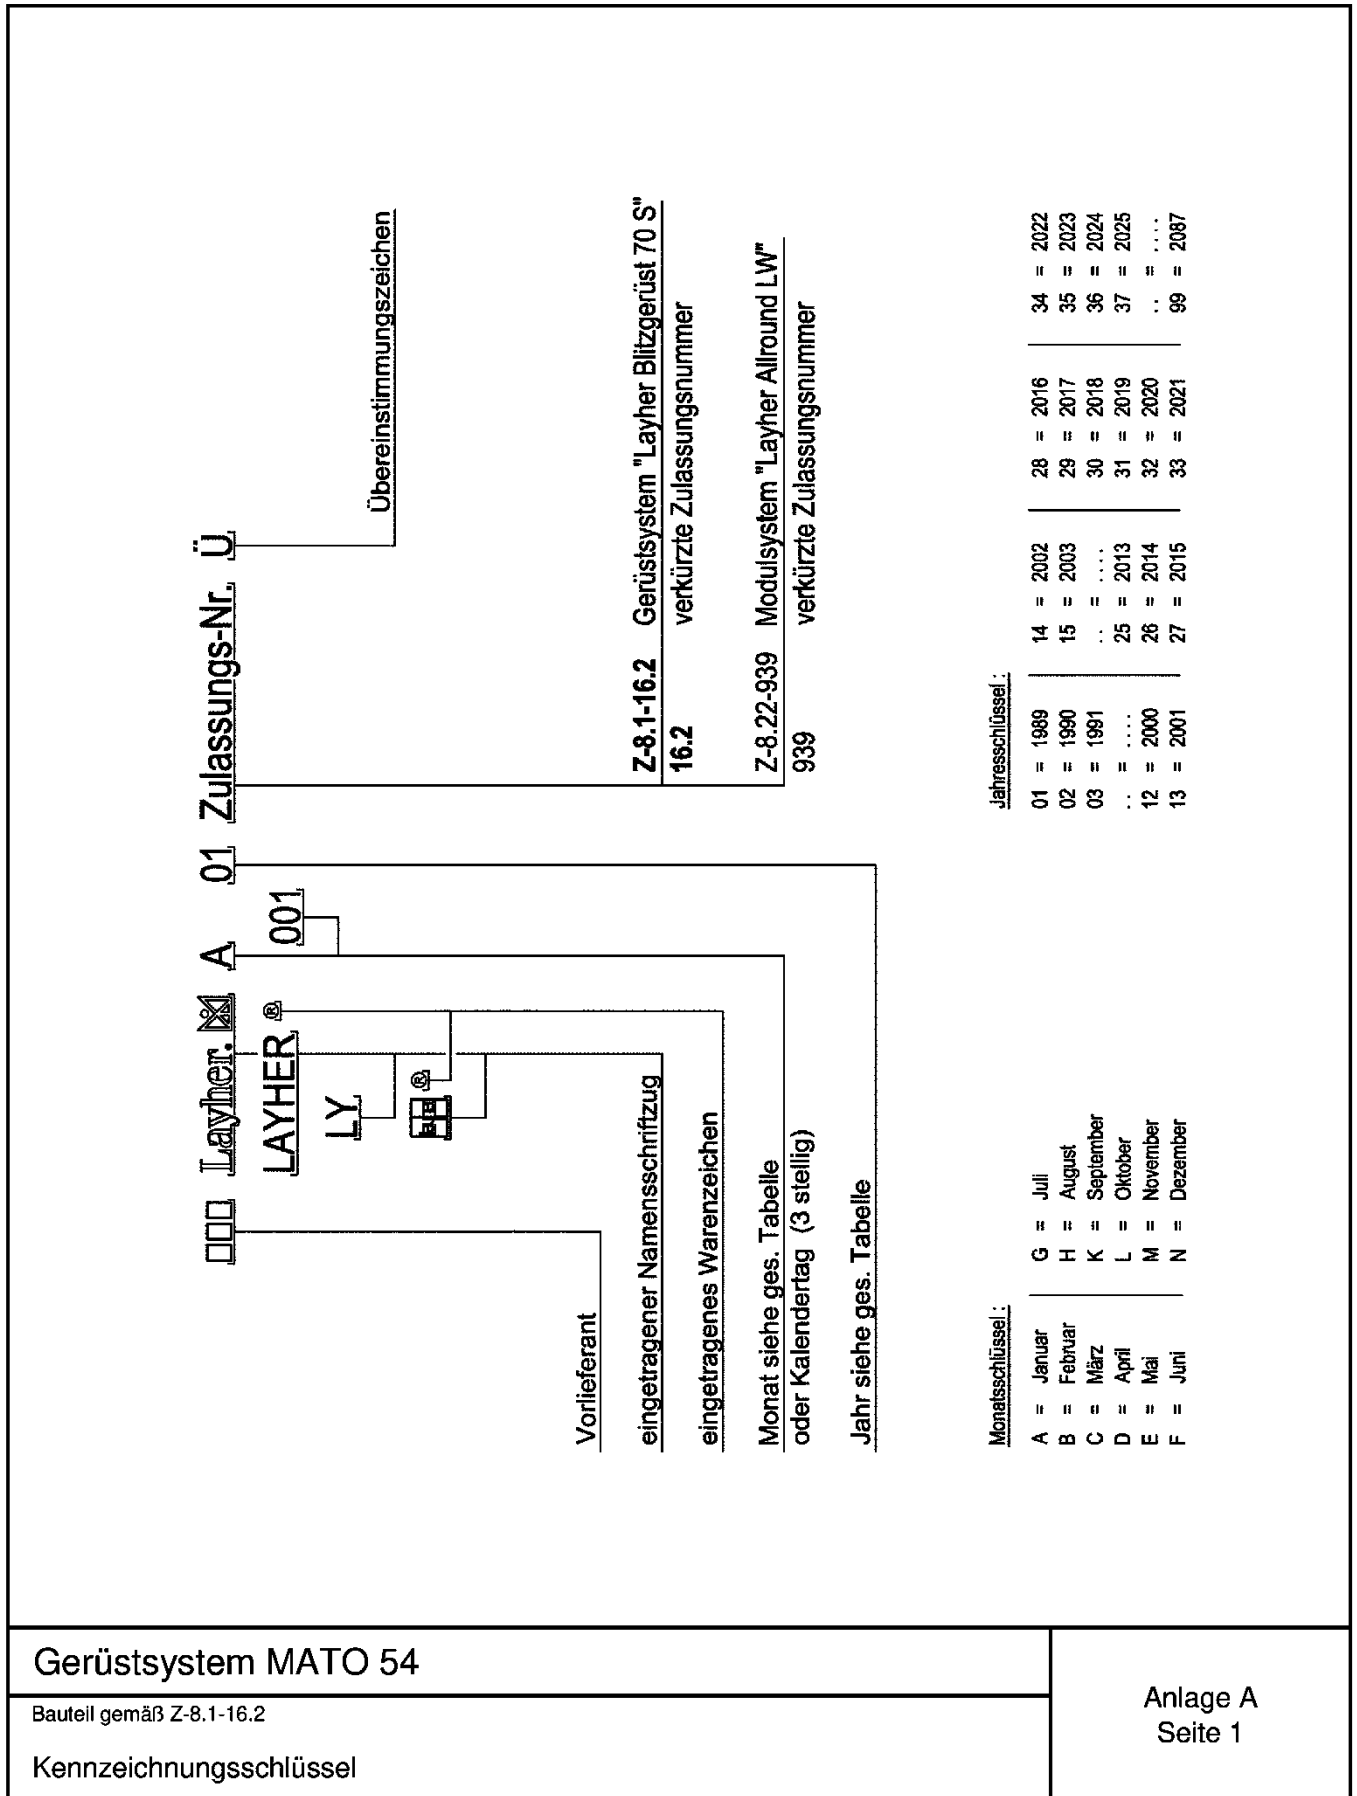 Layher. A 01 Zulassungs-Nr. Ü
LAYHER ® 001
LY
®
Übereinstimmungszeichen
Vorlieferant
eingetragener Namensschriftzug
Z-8.1-16.2 Gerüstsystem "Layher Blitzgerüst 70 S"
16.2 verkürzte Zulassungsnummer
eingetragenes Warenzeichen
Monat siehe ges. Tabelle
oder Kalendertag (3 stellig)
Z-8.22-939 Modulsystem "Layher Allround LW"
939 verkürzte Zulassungsnummer
Jahr siehe ges. Tabelle
Monatsschlüssel:
A = Januar G = Juli
B = Februar H = August
C = März K = September
D = April L = Oktober
E = Mai M = November
F = Juni N = Dezember
Jahresschlüssel:
01 = 1989 14 = 2002 28 = 2016 34 = 2022
02 = 1990 15 = 2003 29 = 2017 35 = 2023
03 = 1991 .. = .... 30 = 2018 36 = 2024
.. = .... 25 = 2013 31 = 2019 37 = 2025
12 = 2000 26 = 2014 32 = 2020 .. = ....
13 = 2001 27 = 2015 33 = 2021 99 = 2087
Gerüstsystem MATO 54
Bauteil gemäß Z-8.1-16.2
Kennzeichnungsschlüssel
Anlage A
Seite 1